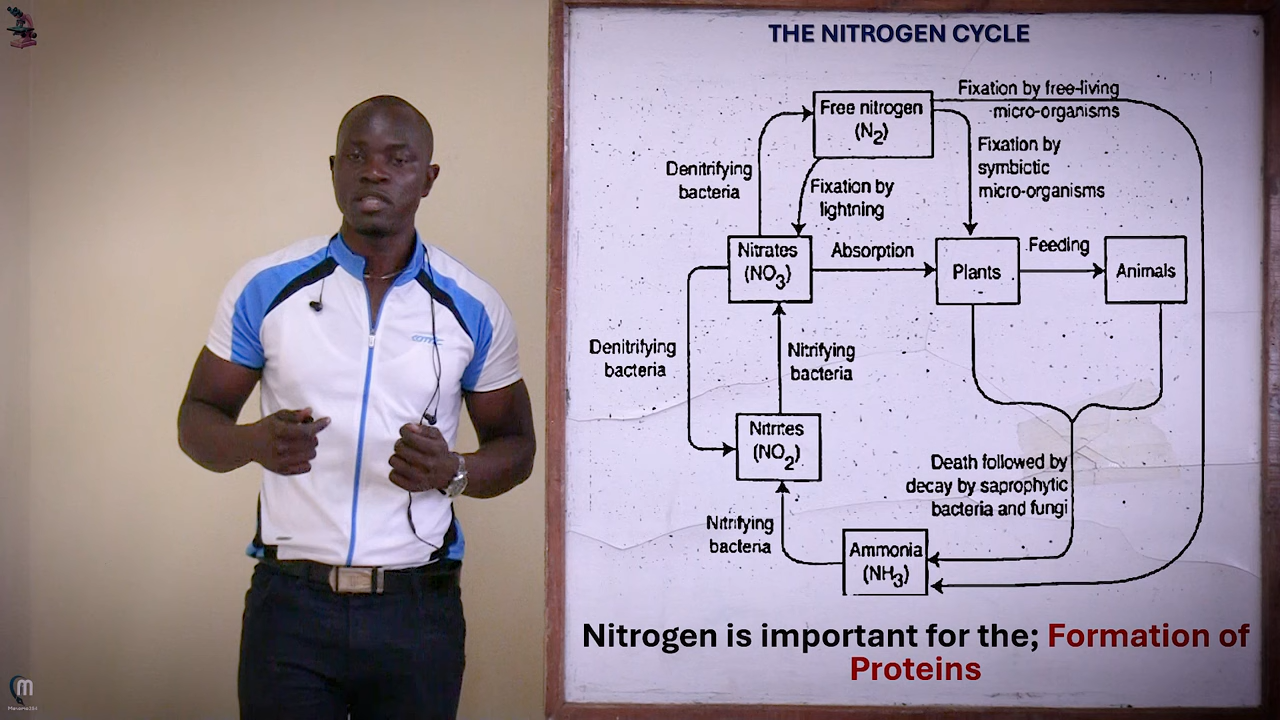 THE NITROGEN CYCLE
Fixation by free-living
micro-organisms
Free nitrogen
(N2)
Fixation by
symbiotic
micro-organisms
Denitrifying
bacteria
Fixation by
lightning
Nitrates
(NO3)
Absorption
Plants
Feeding
Animals
Denitrifying
bacteria
Nitrifying
bacteria
Nitrites
(NO2)
Death followed by
decay by saprophytic
bacteria and fungi
Nitrifying
bacteria
Ammonia
(NH3)
Nitrogen is important for the; Formation of
Proteins